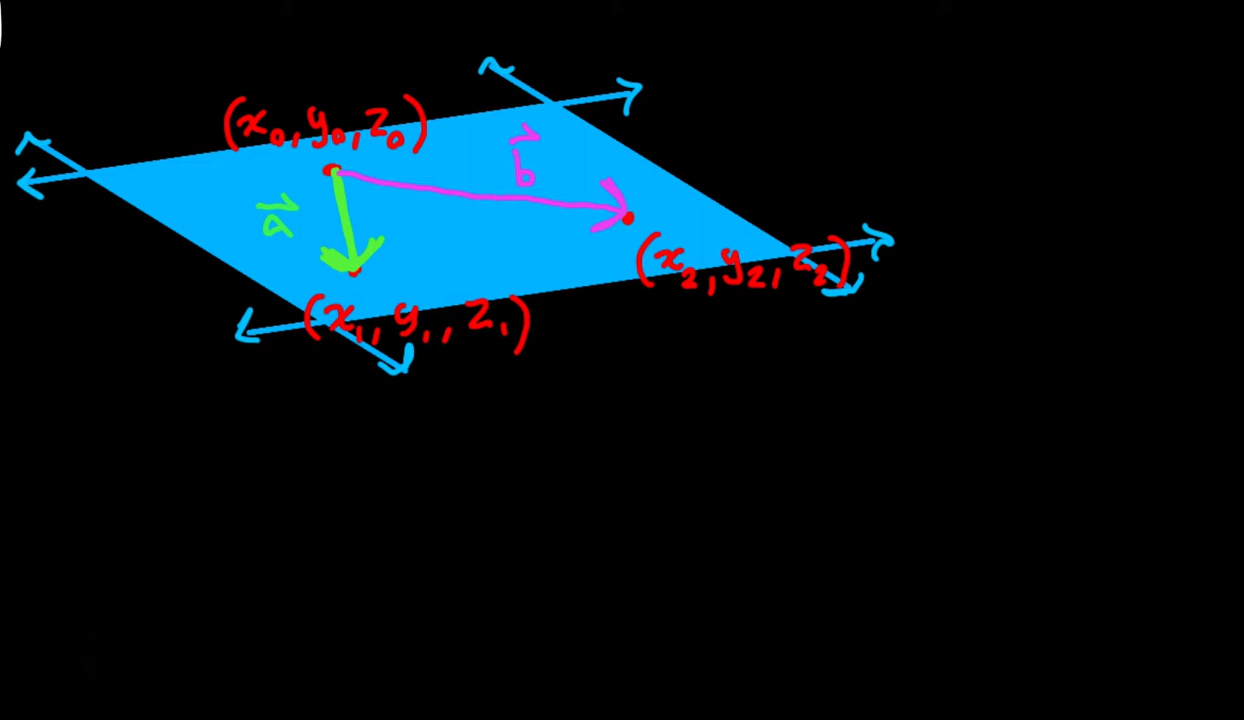 (x₀, y₀, z₀)
b⃗
a⃗
(x₂, y₂, z₂)
(x₁, y₁, z₁)